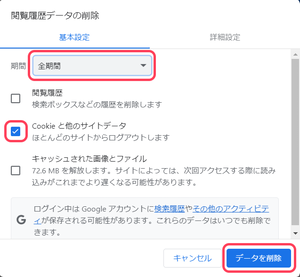 閲覧履歴データの削除
基本設定 詳細設定
期間 全期間
閲覧履歴
検索ボックスなどの履歴を削除します
Cookie と他のサイトデータ
ほとんどのサイトからログアウトします
キャッシュされた画像とファイル
72.6 MB を解放します。サイトによっては、次回アクセスする際に読
み込みがこれまでより遅くなる可能性があります。
G ログイン中は Google アカウントに検索履歴やその他のアクティビテ
ィが保存される可能性があります。これらのデータはいつでも削除で
きます。
キャンセル データを削除